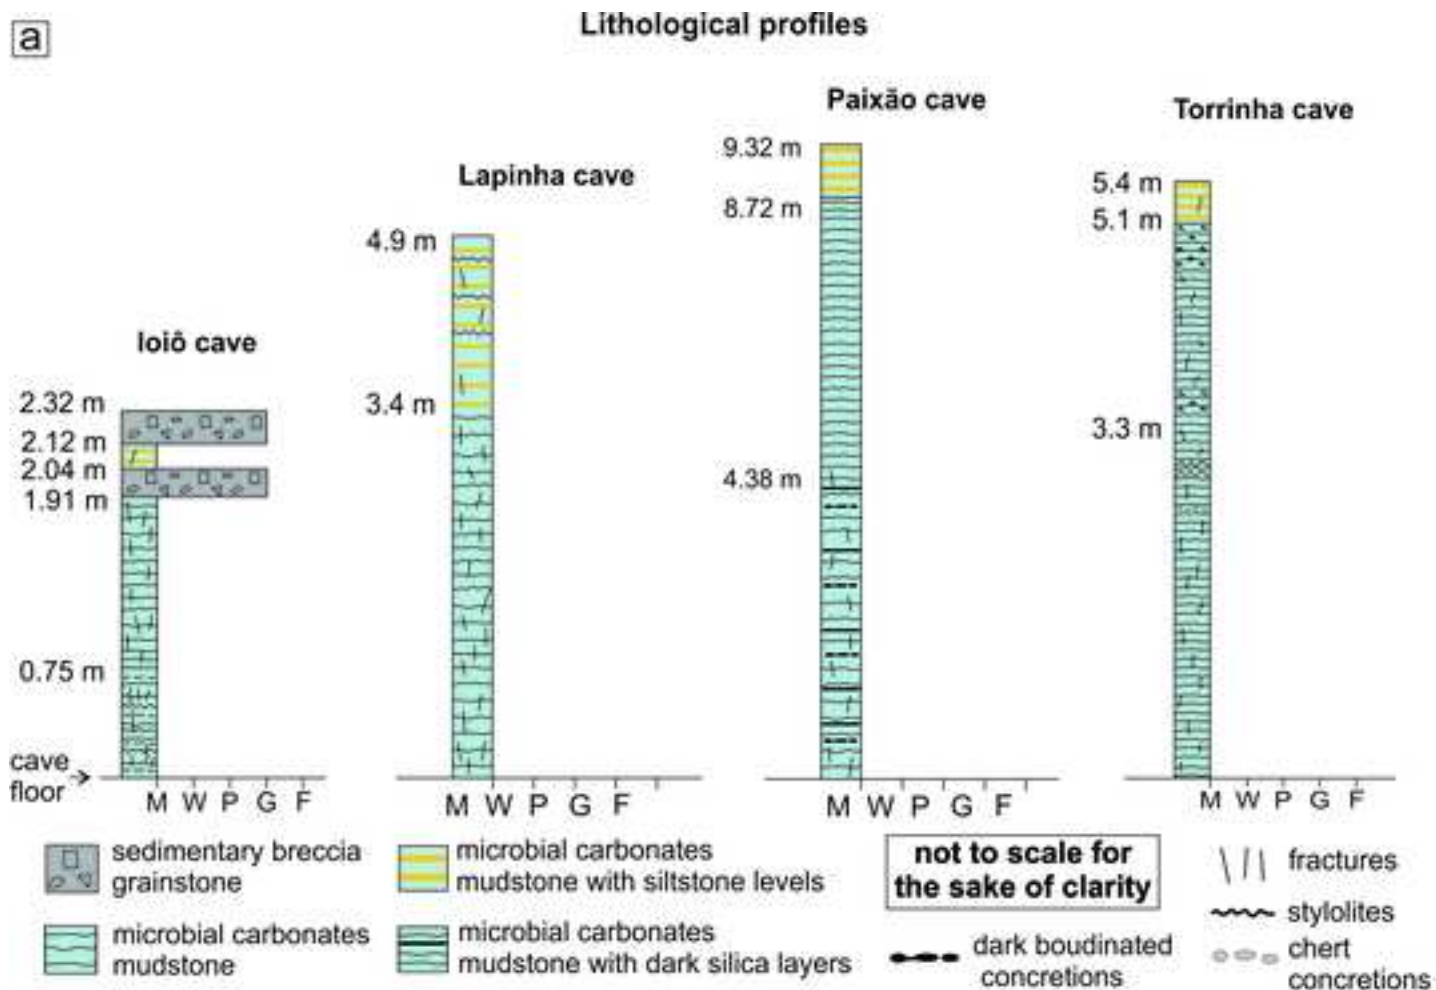 a
Lithological profiles
Paixão cave
Torrinha cave
Lapinha cave
Ioiô cave
2.32 m
2.12 m
2.04 m
1.91 m
0.75 m
cave
floor
M W P G F
4.9 m
3.4 m
M W P G F
9.32 m
8.72 m
4.38 m
M W P G F
5.4 m
5.1 m
3.3 m
M W P G F
sedimentary breccia
grainstone
microbial carbonates
mudstone
microbial carbonates
mudstone with siltstone levels
microbial carbonates
mudstone with dark silica layers
not to scale for
the sake of clarity
dark boudinated
concretions
fractures
stylolites
chert
concretions